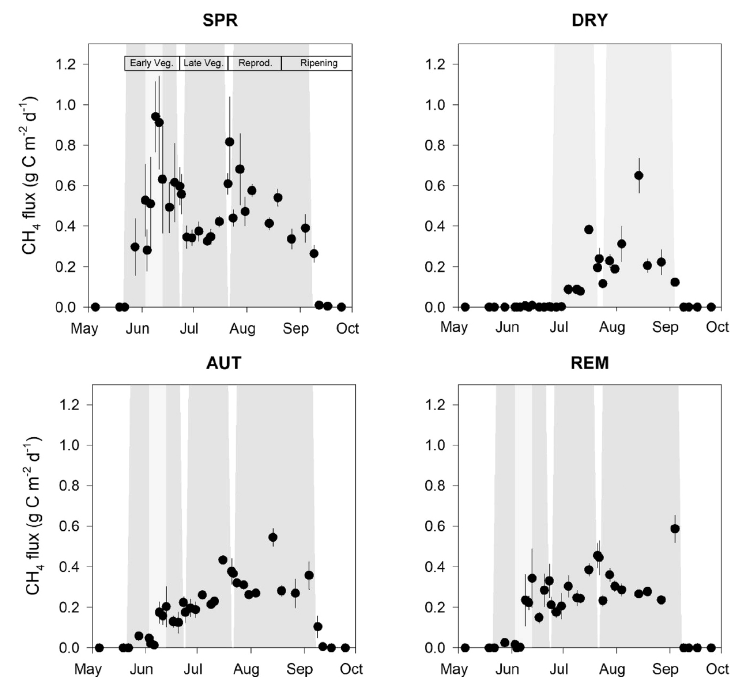 SPR
DRY
1.2
1.0
0.8
0.6
0.4
0.2
0.0
CH4 flux (g C m-2 d-1)
Early Veg. Late Veg. Reprod. Ripening
May Jun Jul Aug Sep Oct
1.2
1.0
0.8
0.6
0.4
0.2
0.0
May Jun Jul Aug Sep Oct
AUT
REM
1.2
1.0
0.8
0.6
0.4
0.2
0.0
CH4 flux (g C m-2 d-1)
May Jun Jul Aug Sep Oct
1.2
1.0
0.8
0.6
0.4
0.2
0.0
May Jun Jul Aug Sep Oct